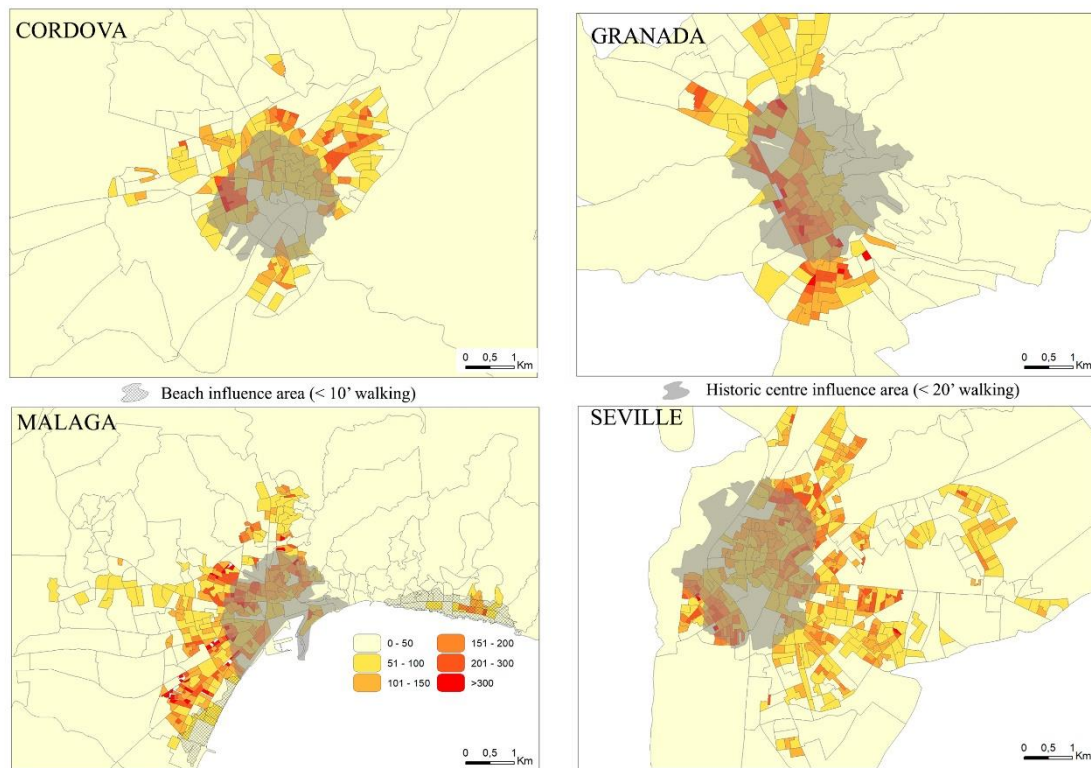 CORDOVA
0 0,5 1
Km
GRANADA
0 0,5 1
Km
Beach influence area (< 10' walking)
Historic centre influence area (< 20' walking)
MALAGA
0 - 50
51 - 100
101 - 150
151 - 200
201 - 300
>300
0 0,5 1
Km
SEVILLE
0 0,5 1
Km